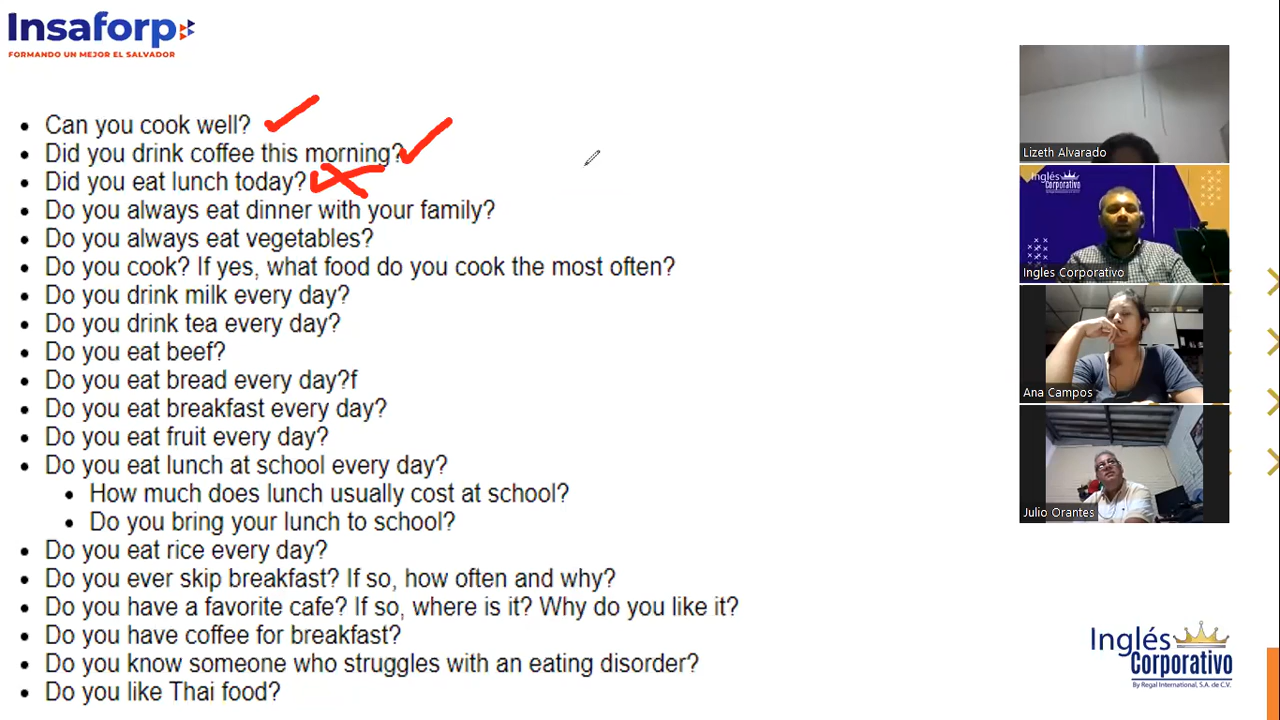 Insaforp
FORMANDO UN MEJOR EL SALVADOR
Can you cook well?
Did you drink coffee this morning?
Did you eat lunch today?
Do you always eat dinner with your family?
Do you always eat vegetables?
Do you cook? If yes, what food do you cook the most often?
Do you drink milk every day?
Do you drink tea every day?
Do you eat beef?
Do you eat bread every day?f
Do you eat breakfast every day?
Do you eat fruit every day?
Do you eat lunch at school every day?
How much does lunch usually cost at school?
Do you bring your lunch to school?
Do you eat rice every day?
Do you ever skip breakfast? If so, how often and why?
Do you have a favorite cafe? If so, where is it? Why do you like it?
Do you have coffee for breakfast?
Do you know someone who struggles with an eating disorder?
Do you like Thai food?
Lizeth Alvarado
Inglés
Corporativo
Ingles Corporativo
Ana Campos
Julio Orantes
Inglés
Corporativo
By Regal International, S.A. de C.V.